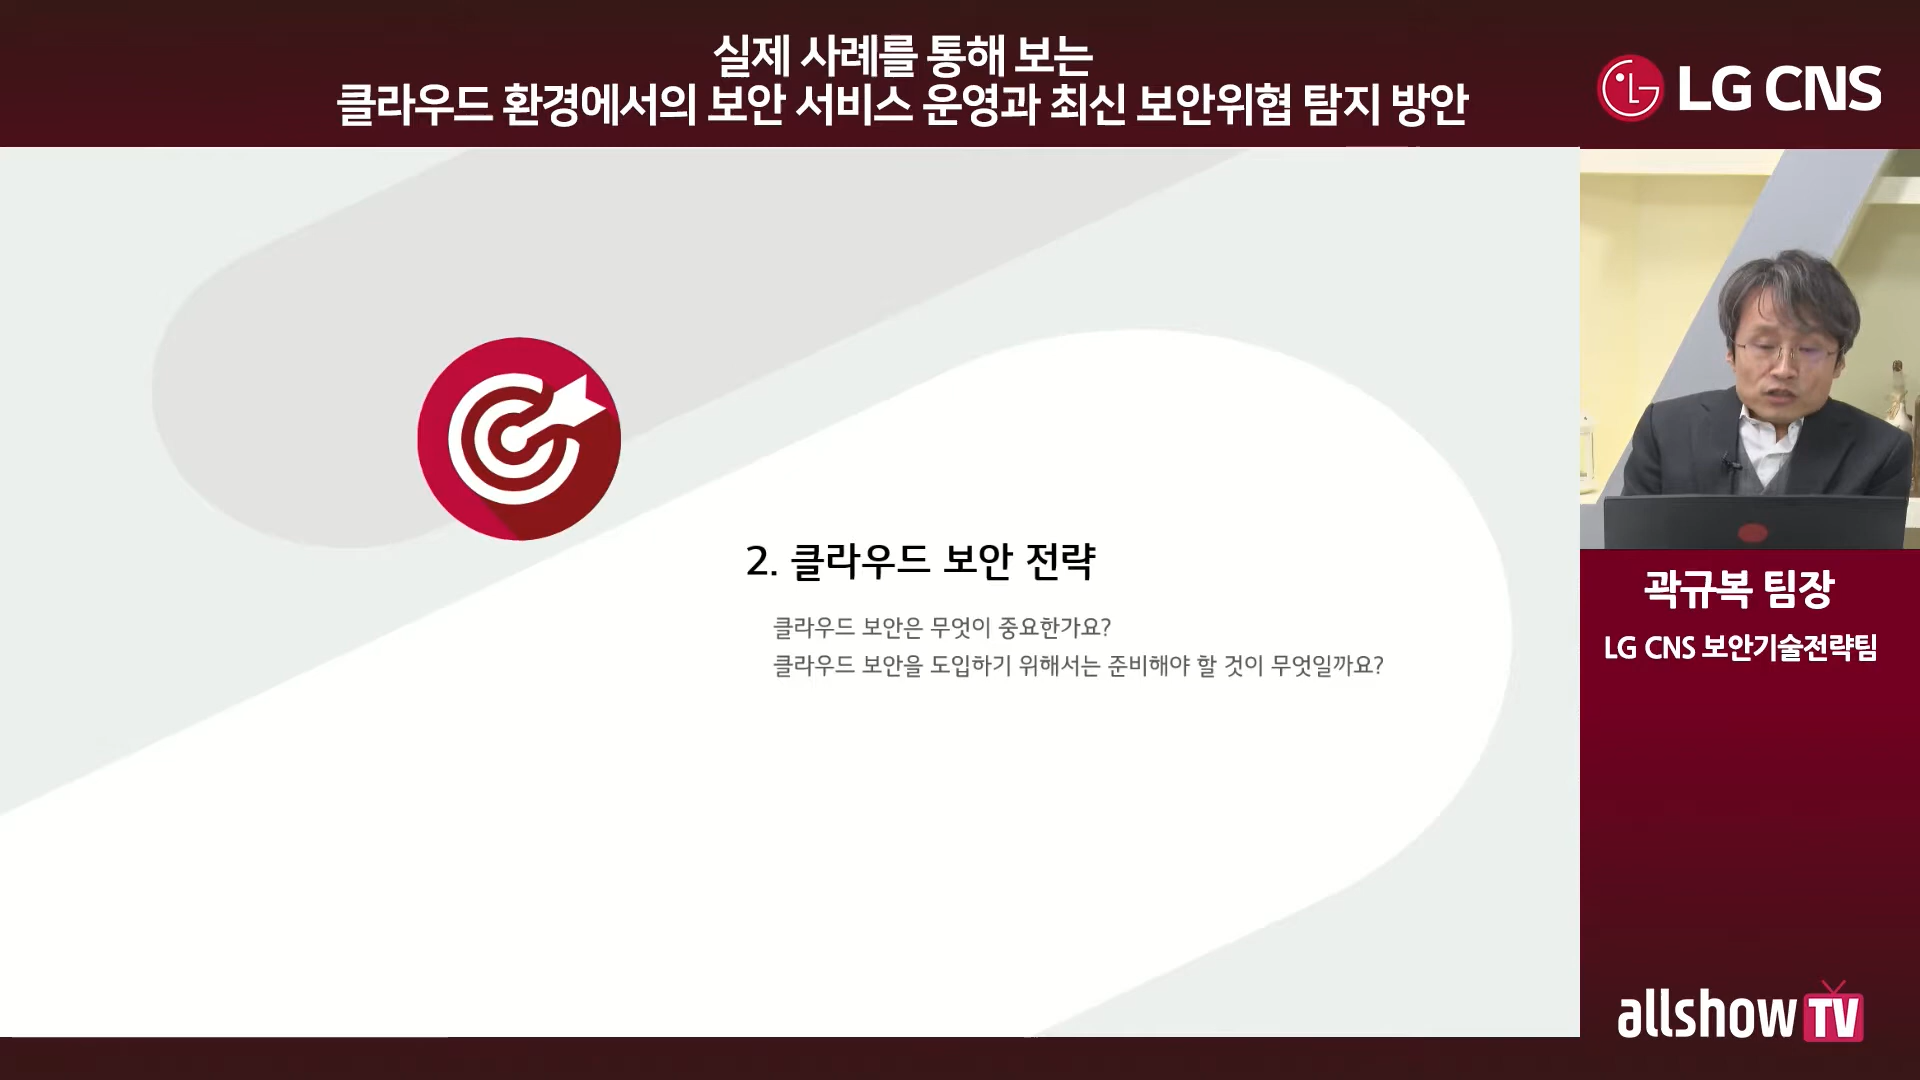 실제 사례를 통해 보는
클라우드 환경에서의 보안 서비스 운영과 최신 보안위협 탐지 방안
LG CNS
2. 클라우드 보안 전략
클라우드 보안은 무엇이 중요한가요?
클라우드 보안을 도입하기 위해서는 준비해야 할 것이 무엇일까요?
곽규복 팀장
LG CNS 보안기술전략팀
allshow TV